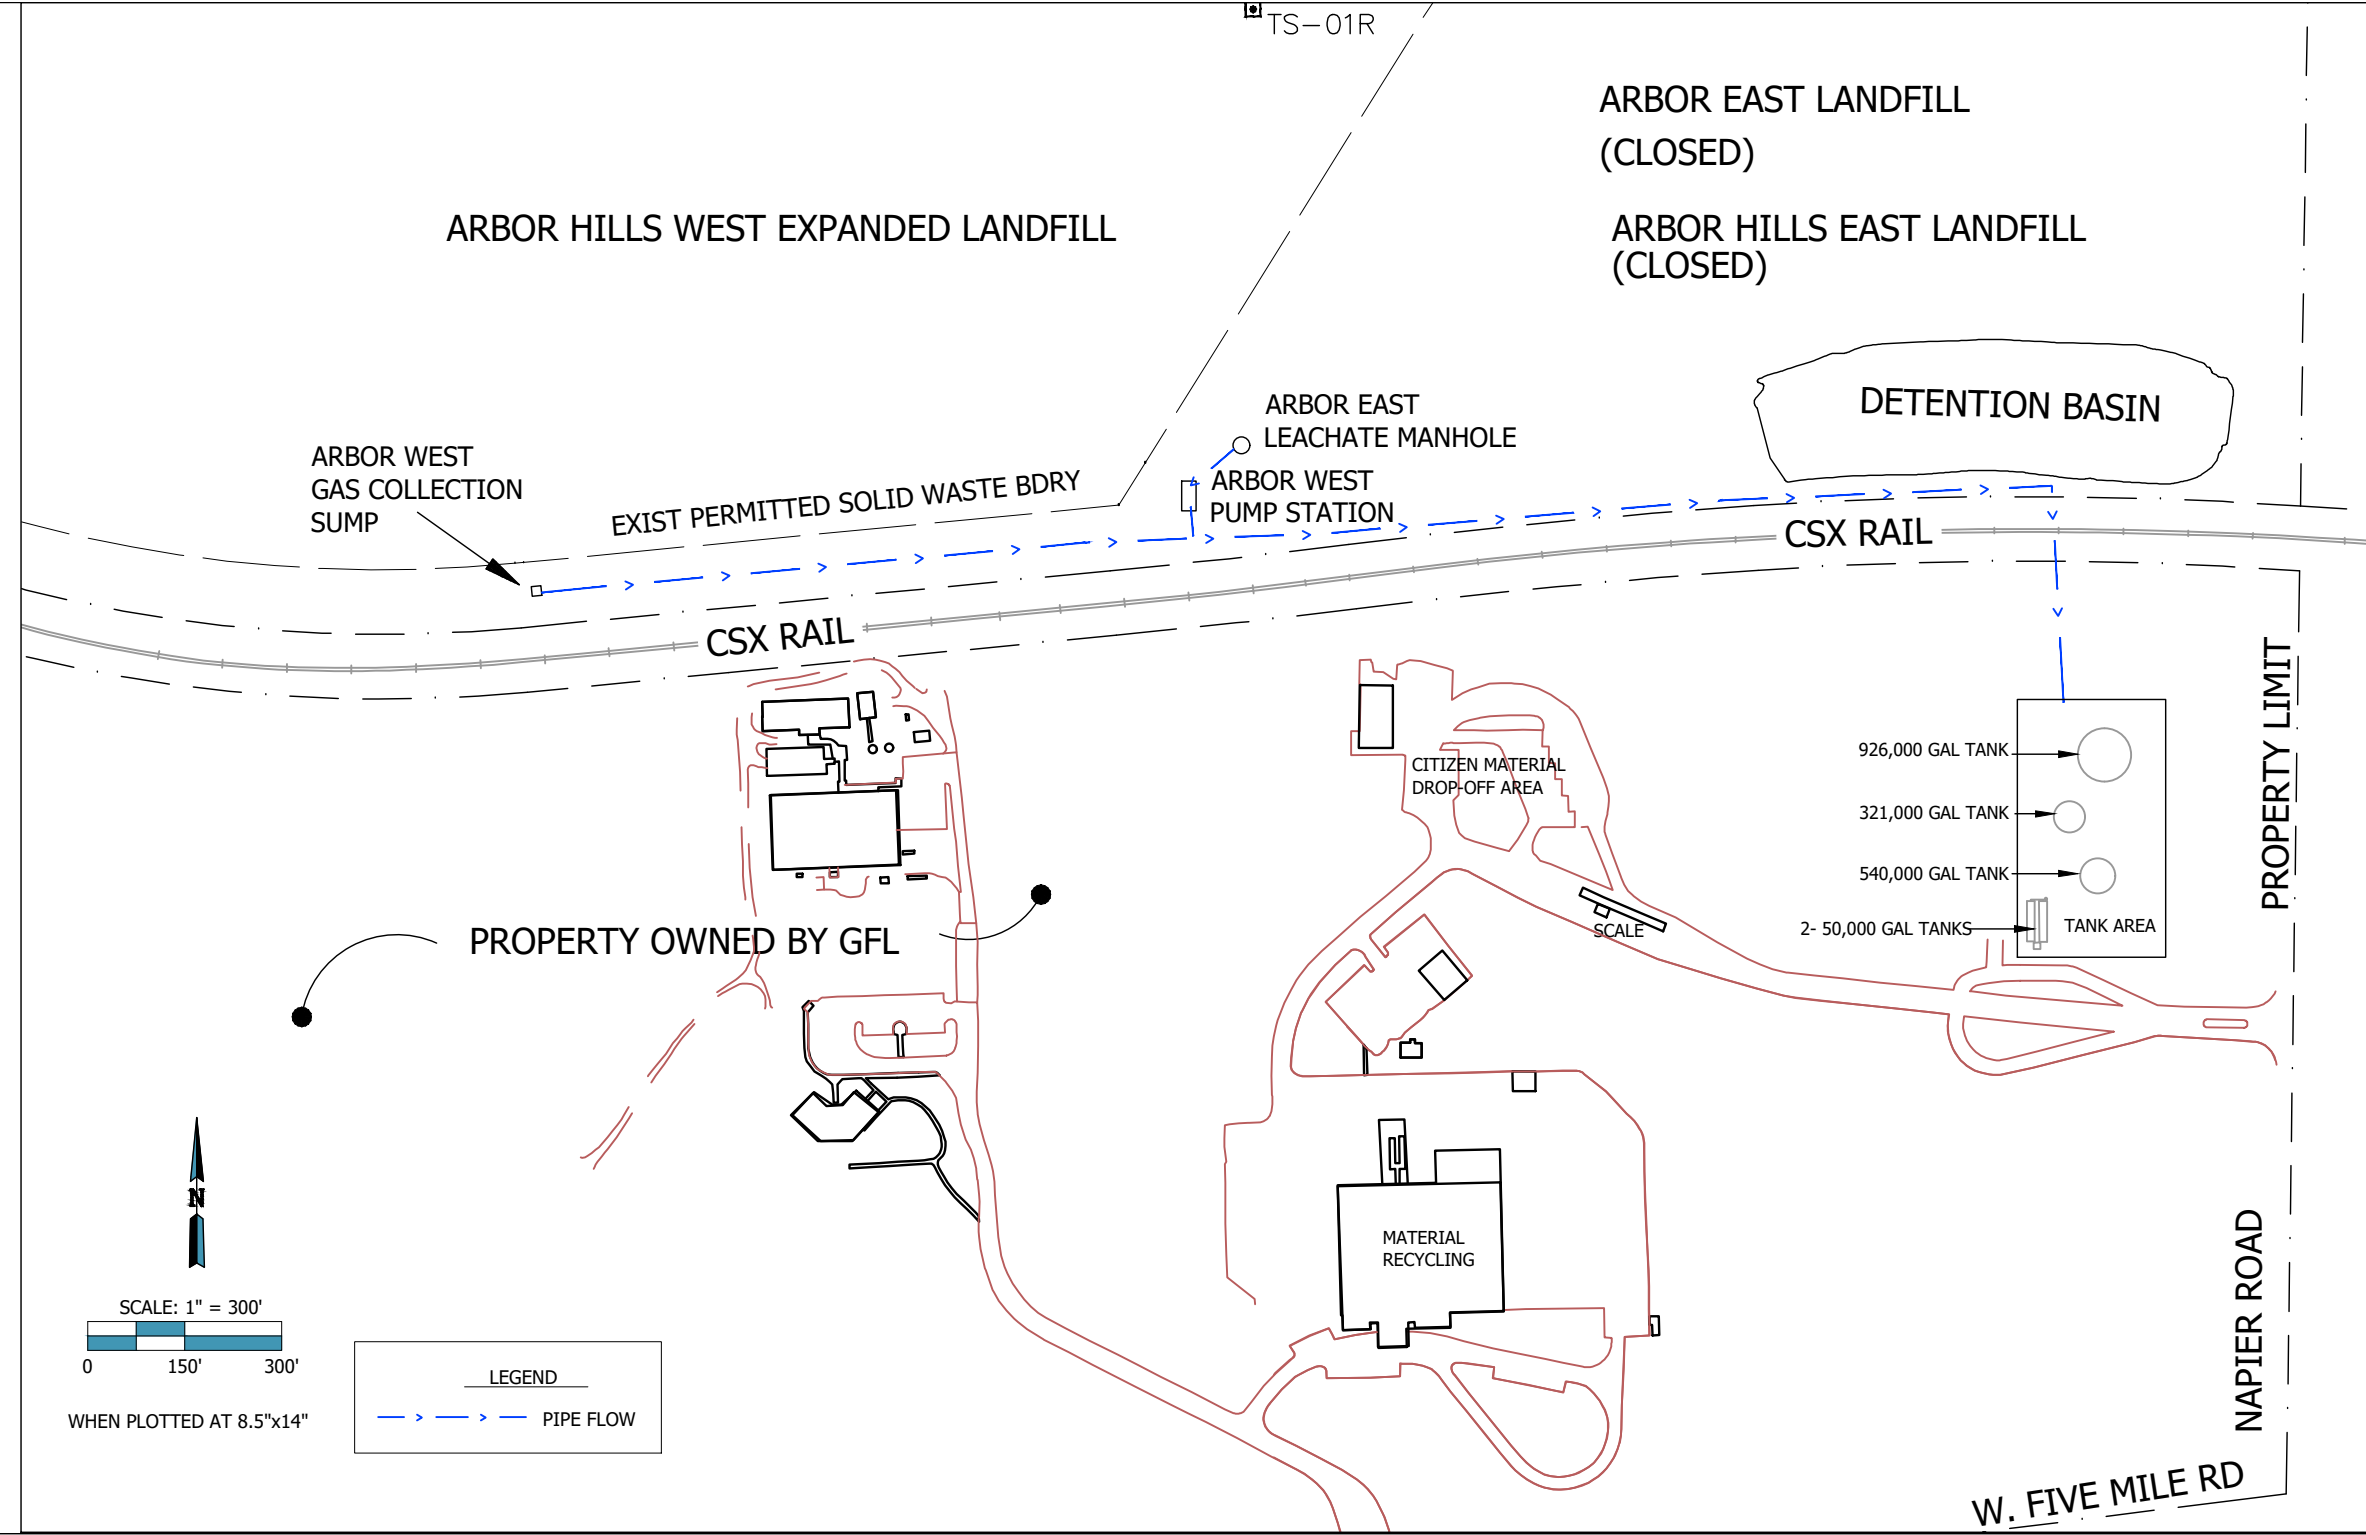 TS-01R
ARBOR EAST LANDFILL
(CLOSED)
ARBOR HILLS WEST EXPANDED LANDFILL
ARBOR HILLS EAST LANDFILL
(CLOSED)
DETENTION BASIN
ARBOR EAST
LEACHATE MANHOLE
ARBOR WEST
GAS COLLECTION
SUMP
EXIST PERMITTED SOLID WASTE BDRY
ARBOR WEST
PUMP STATION
CSX RAIL
CSX RAIL
PROPERTY LIMIT
926,000 GAL TANK
CITIZEN MATERIAL
DROP-OFF AREA
321,000 GAL TANK
540,000 GAL TANK
2- 50,000 GAL TANKS
TANK AREA
SCALE
PROPERTY OWNED BY GFL
N
MATERIAL
RECYCLING
NAPIER ROAD
SCALE: 1" = 300'
0 150' 300'
WHEN PLOTTED AT 8.5"x14"
LEGEND
PIPE FLOW
W. FIVE MILE RD